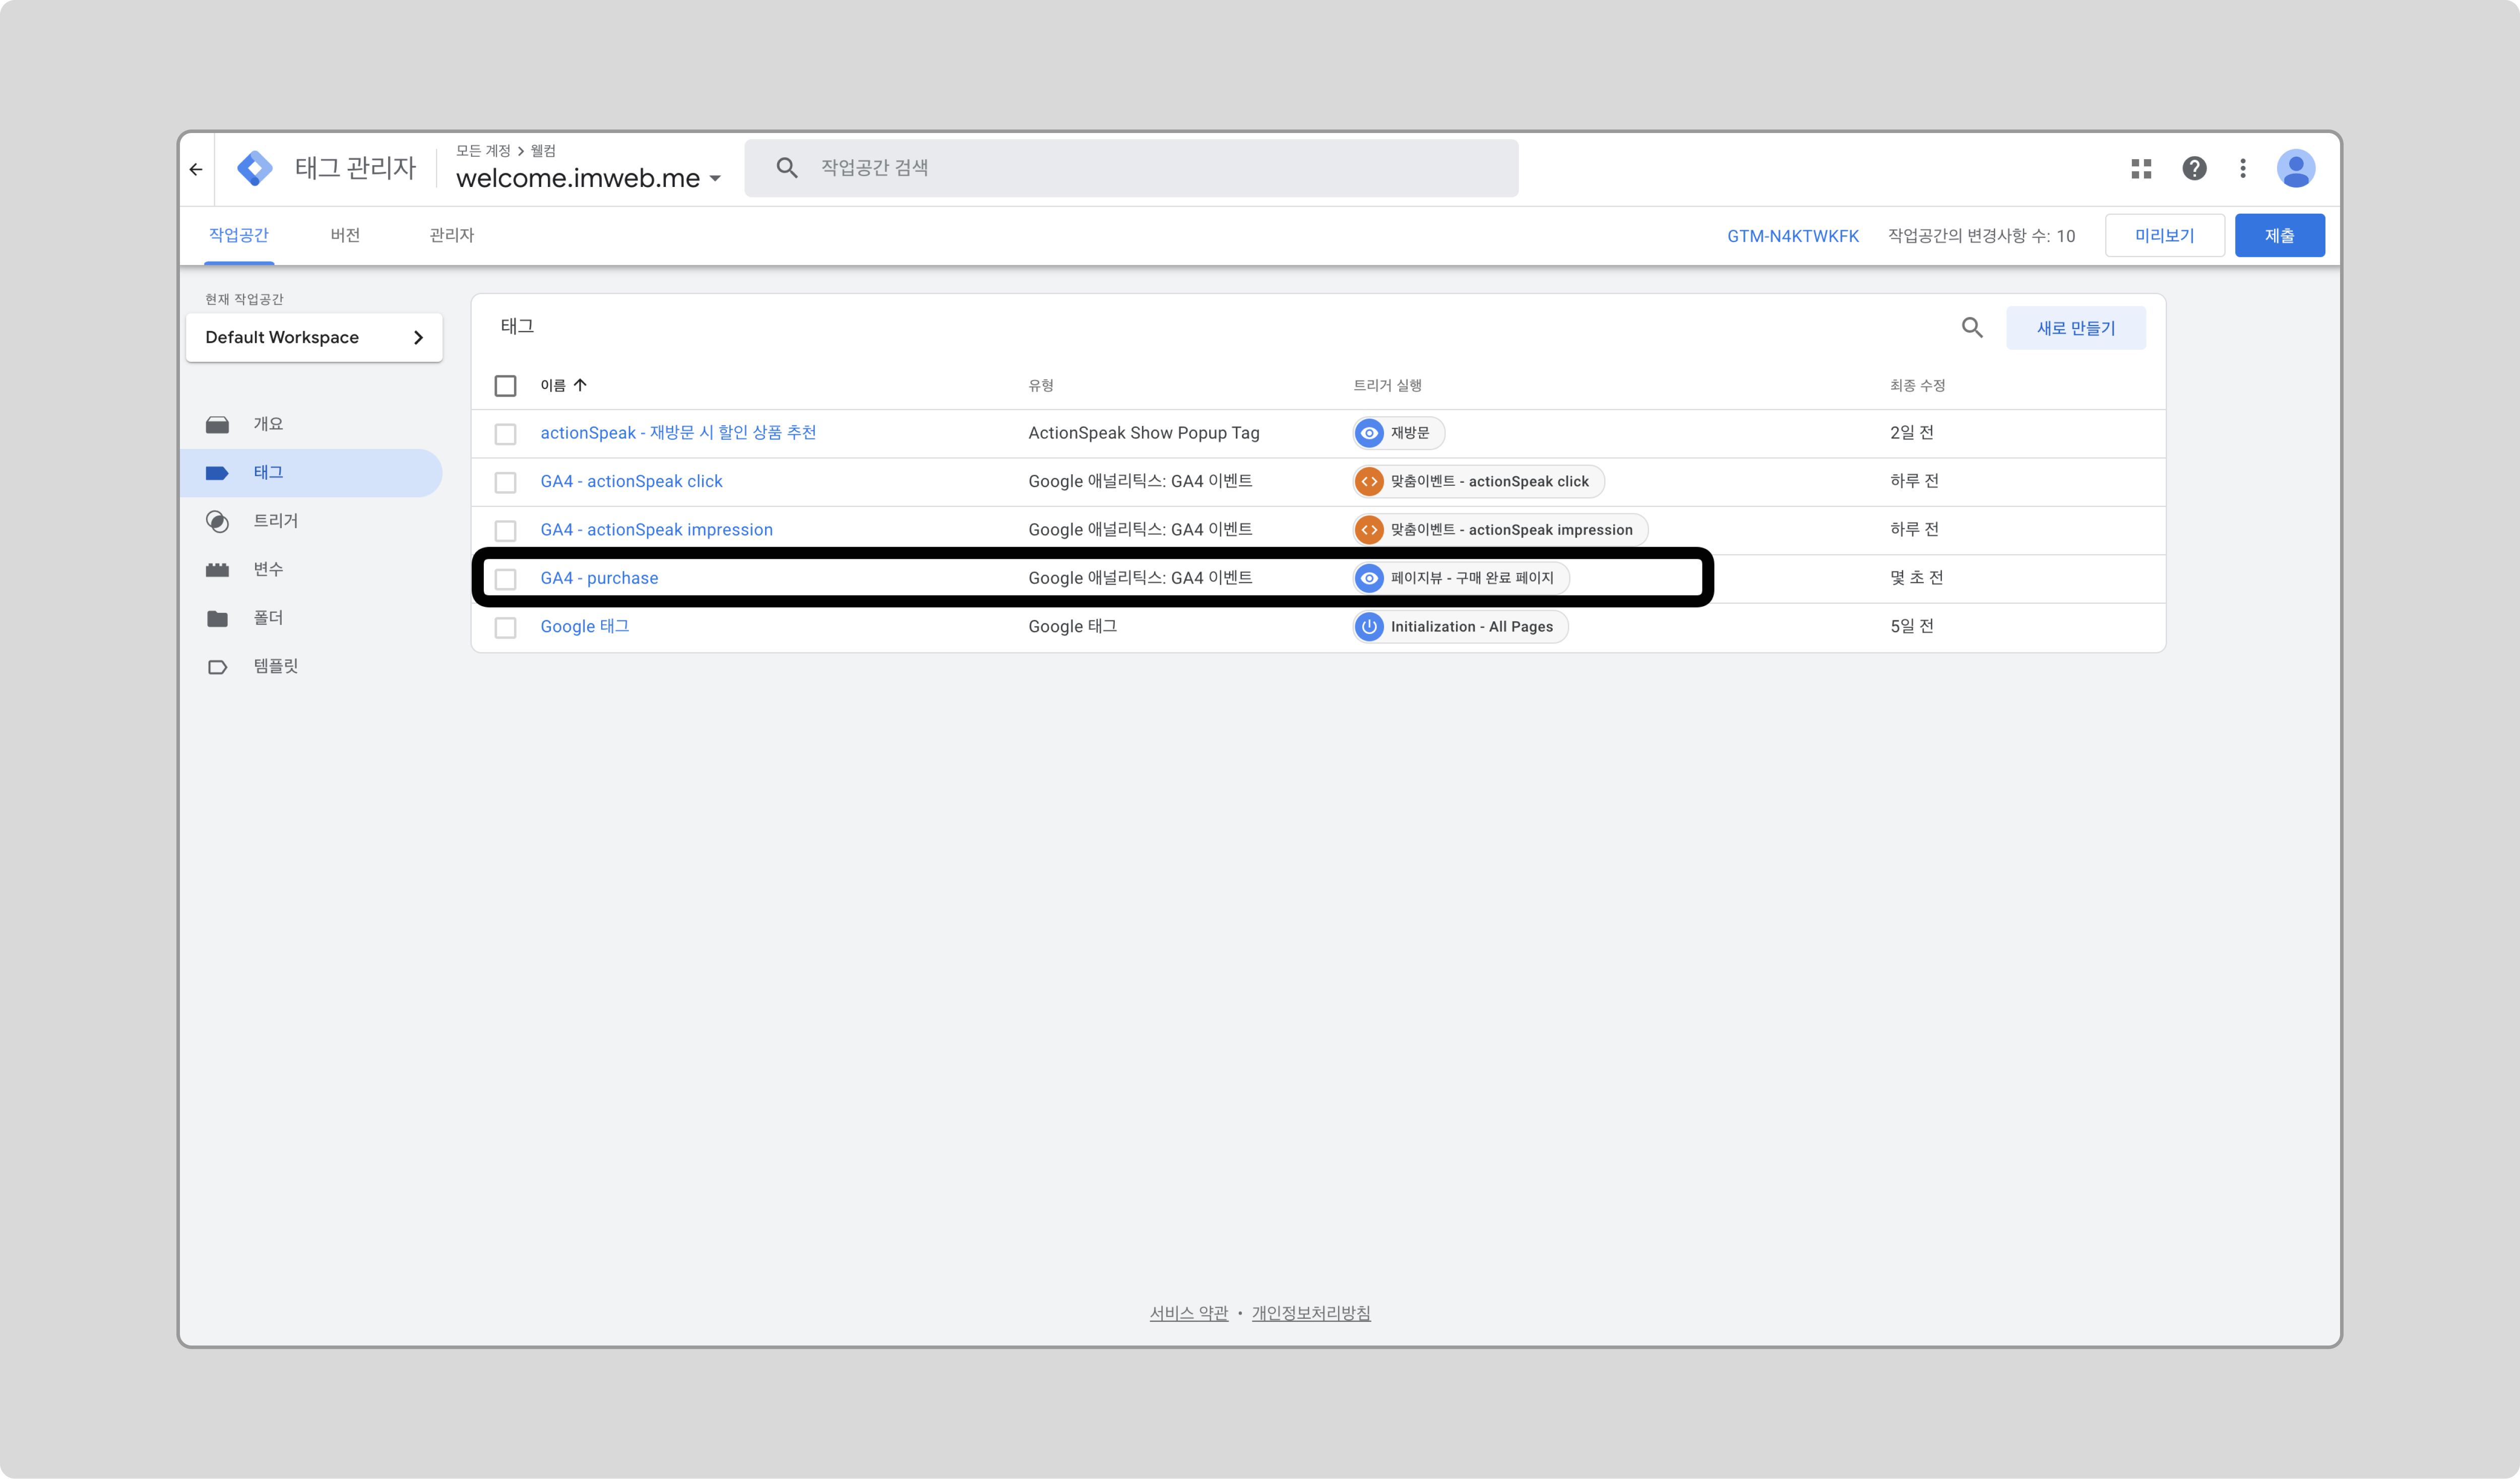 모든 계정 > 웰컴
태그 관리자
welcome.imweb.me
작업공간 검색
작업공간 버전 관리자 GTM-N4KTWKFK 작업공간의 변경사항 수: 10 미리보기 제출
현재 작업공간
Default Workspace
개요
태그
트리거
변수
폴더
템플릿
태그 새로 만들기
이름 유형 트리거 실행 최종 수정
actionSpeak - 재방문 시 할인 상품 추천 ActionSpeak Show Popup Tag 재방문 2일 전
GA4 - actionSpeak click Google 애널리틱스: GA4 이벤트 맞춤이벤트 - actionSpeak click 하루 전
GA4 - actionSpeak impression Google 애널리틱스: GA4 이벤트 맞춤이벤트 - actionSpeak impression 하루 전
GA4 - purchase Google 애널리틱스: GA4 이벤트 페이지뷰 - 구매 완료 페이지 몇 초 전
Google 태그 Google 태그 Initialization - All Pages 5일 전
서비스 약관 • 개인정보처리방침